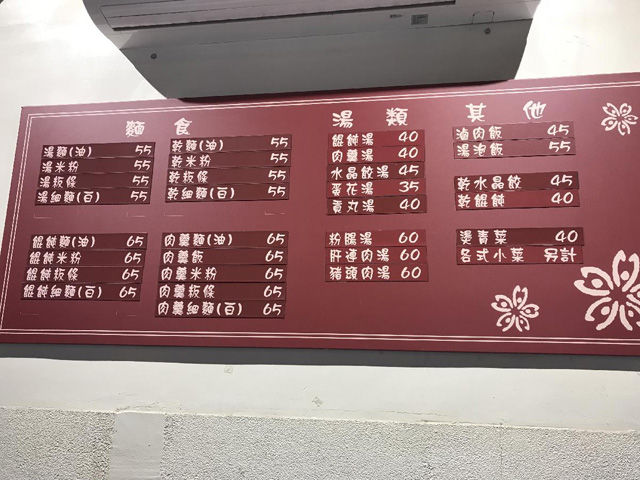 麵食
湯麵(油) 55
湯米粉 55
湯板條 55
湯細麵(白) 55
乾麵(油) 55
乾米粉 55
乾板條 55
乾細麵(白) 55
餛飩麵(油) 65
餛飩米粉 65
餛飩板條 65
餛飩細麵(白) 65
肉羹麵(油) 65
肉羹飯 65
肉羹米粉 65
肉羹板條 65
肉羹細麵(白) 65
湯類
餛飩湯 40
肉羹湯 40
水晶餃湯 45
蛋花湯 35
貢丸湯 40
粉腸湯 60
肝連肉湯 60
豬頭肉湯 60
其他
滷肉飯 45
湯泡飯 55
乾水晶餃 45
乾餛飩 40
燙青菜 40
各式小菜 另計